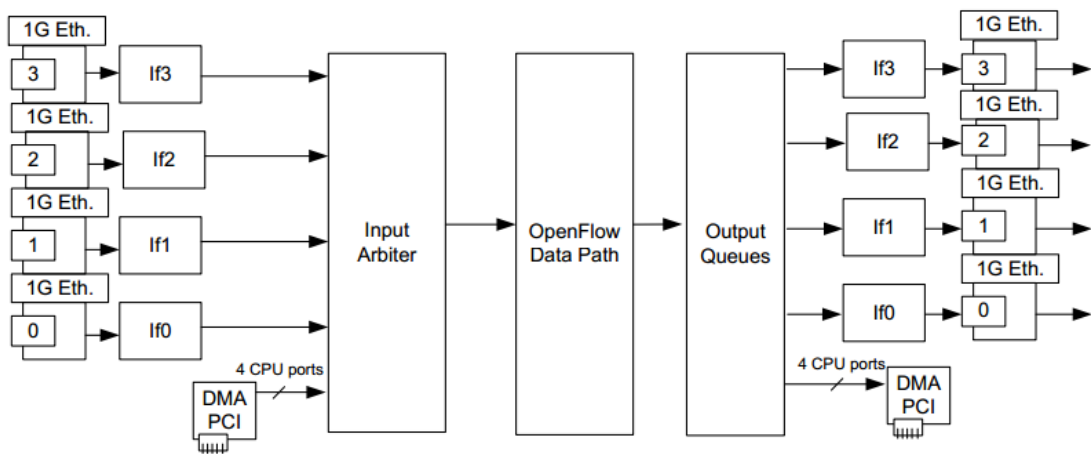 1G Eth.
3
If3
1G Eth.
2
If2
1G Eth.
1
If1
1G Eth.
0
If0
4 CPU ports
DMA
PCI
Input
Arbiter
OpenFlow
Data Path
Output
Queues
If3
1G Eth.
3
If2
1G Eth.
2
If1
1G Eth.
1
If0
1G Eth.
0
4 CPU ports
DMA
PCI